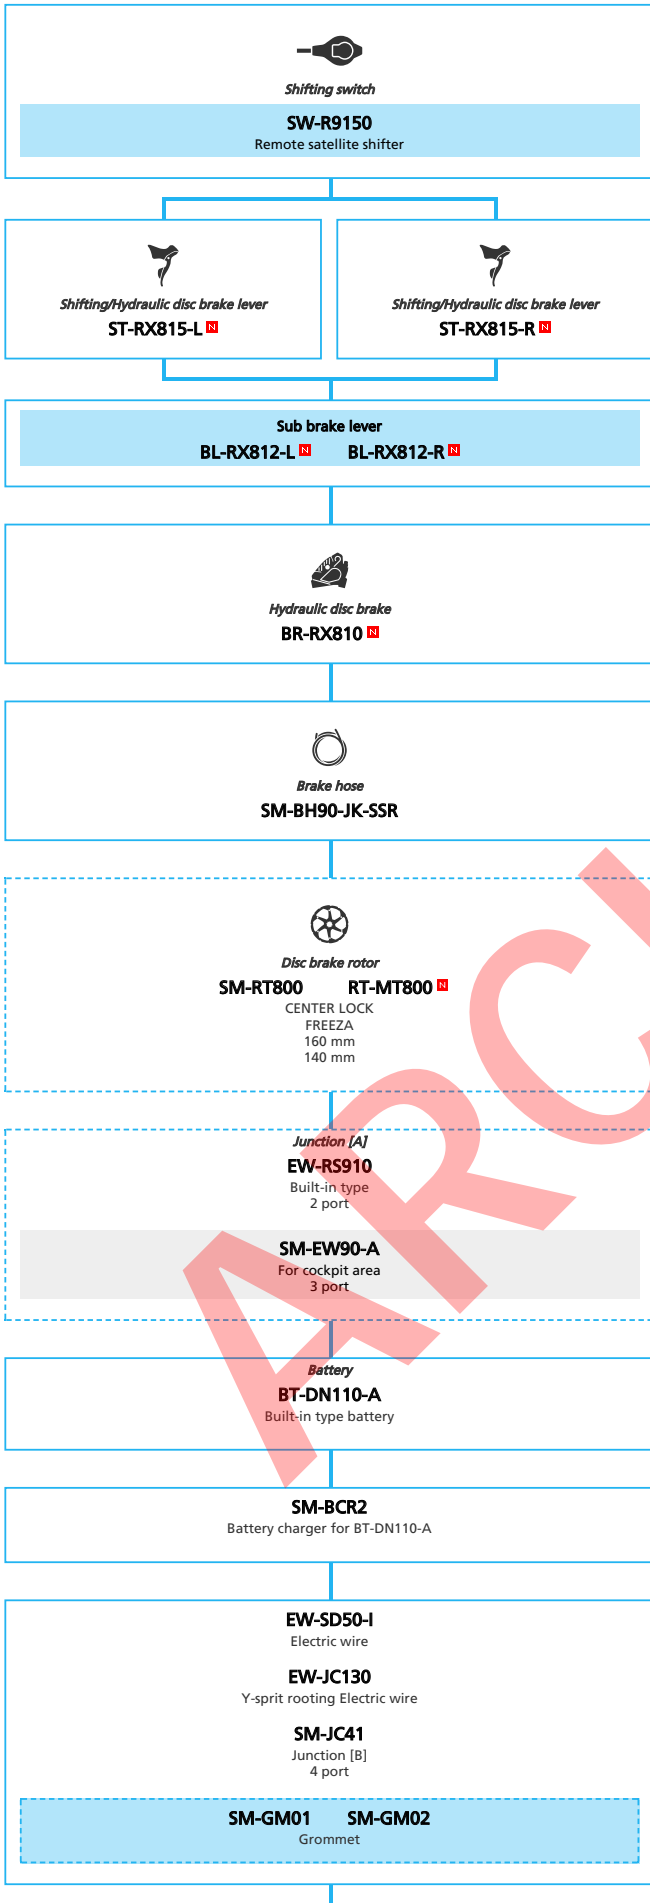 Shifting switch
SW-R9150
Remote satellite shifter
Shifting/Hydraulic disc brake lever
ST-RX815-L N
Shifting/Hydraulic disc brake lever
ST-RX815-R N
Sub brake lever
BL-RX812-L N BL-RX812-R N
Hydraulic disc brake
BR-RX810 N
Brake hose
SM-BH90-JK-SSR
Disc brake rotor
SM-RT800 RT-MT800 N
CENTER LOCK
FREEZA
160 mm
140 mm
Junction [A]
EW-RS910
Built-in type
2 port
SM-EW90-A
For cockpit area
3 port
Battery
BT-DN110-A
Built-in type battery
SM-BCR2
Battery charger for BT-DN110-A
EW-SD50-I
Electric wire
EW-JC130
Y-sprit rooting Electric wire
SM-JC41
Junction [B]
4 port
SM-GM01 SM-GM02
Grommet